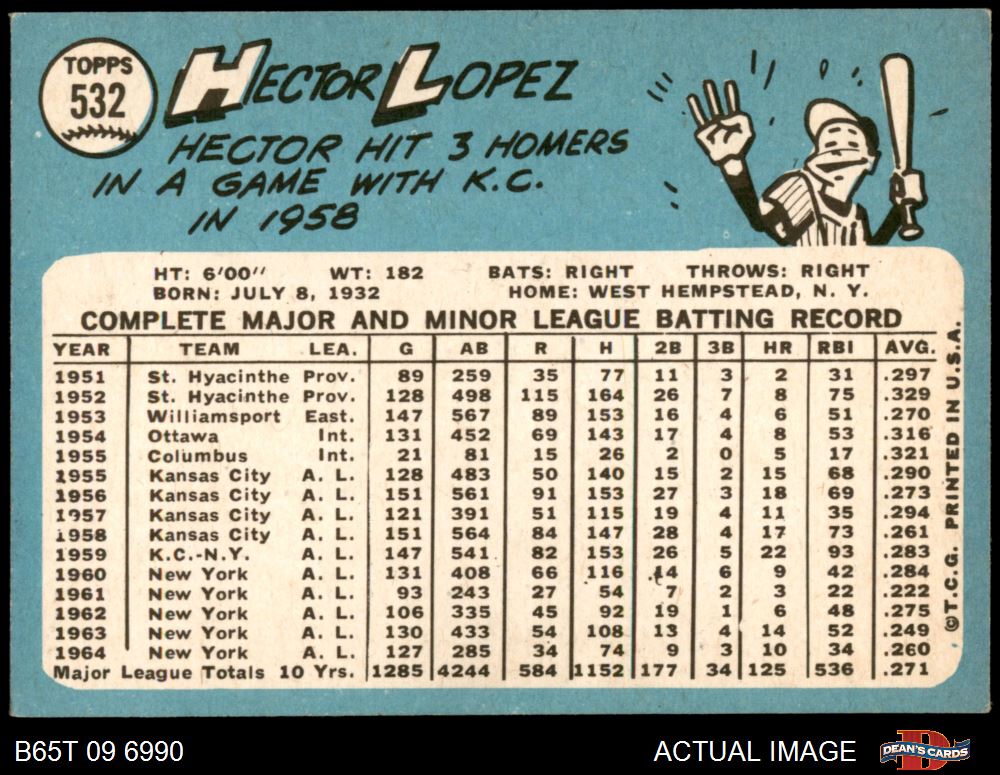 TOPPS
532
HECTOR LOPEZ
HECTOR HIT 3 HOMERS
IN A GAME WITH K.C.
IN 1958
HT: 6'00" WT: 182 BATS: RIGHT THROWS: RIGHT
BORN: JULY 8, 1932 HOME: WEST HEMPSTEAD, N. Y.
COMPLETE MAJOR AND MINOR LEAGUE BATTING RECORD
YEAR TEAM LEA. G AB R H 2B 3B HR RBI AVG.
1951 St. Hyacinthe Prov. 89 259 35 77 11 3 2 31 .297
1952 St. Hyacinthe Prov. 128 498 115 164 26 7 8 75 .329
1953 Williamsport East. 147 567 89 153 16 4 6 51 .270
1954 Ottawa Int. 131 452 69 143 17 4 8 53 .316
1955 Columbus Int. 21 81 15 26 2 0 5 17 .321
1955 Kansas City A. L. 128 483 50 140 15 2 15 68 .290
1956 Kansas City A. L. 151 561 91 153 27 3 18 69 .273
1957 Kansas City A. L. 121 391 51 115 19 4 11 35 .294
1958 Kansas City A. L. 151 564 84 147 28 4 17 73 .261
1959 K.C.-N.Y. A. L. 147 541 82 153 26 5 22 93 .283
1960 New York A. L. 131 408 66 116 14 6 9 42 .284
1961 New York A. L. 93 243 27 54 7 2 3 22 .222
1962 New York A. L. 106 335 45 92 19 1 6 48 .275
1963 New York A. L. 130 433 54 108 13 4 14 52 .249
1964 New York A. L. 127 285 34 74 9 3 10 34 .260
Major League Totals 10 Yrs. 1285 4244 584 1152 177 34 125 536 .271
©T.C.G. PRINTED IN U.S.A.
B65T 09 6990 ACTUAL IMAGE
DEAN'S CARDS